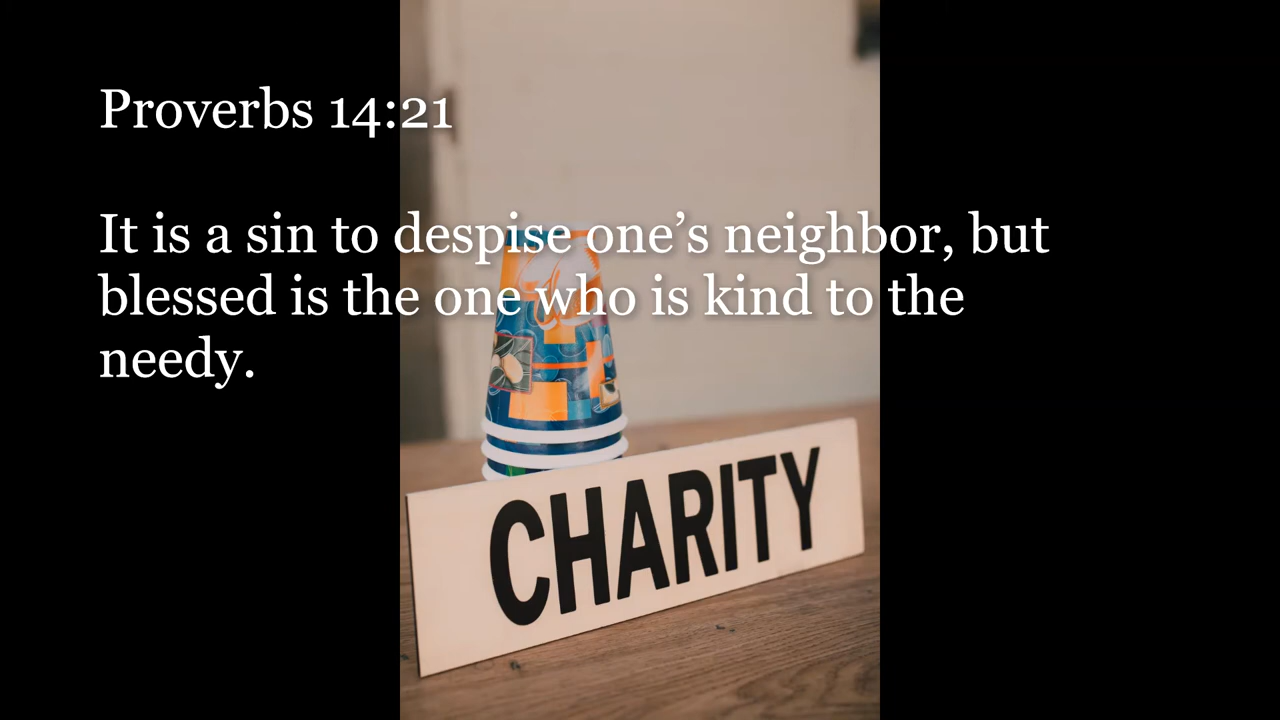 Proverbs 14:21
It is a sin to despise one’s neighbor, but
blessed is the one who is kind to the
needy.
CHARITY